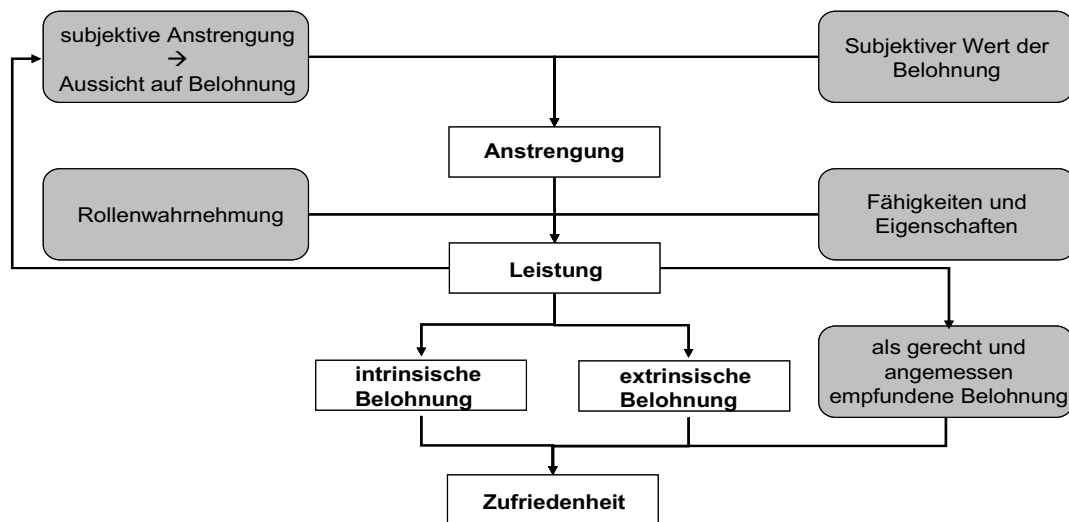 subjektive Anstrengung
→
Aussicht auf Belohnung
Subjektiver Wert der
Belohnung
Anstrengung
Rollenwahrnehmung
Fähigkeiten und
Eigenschaften
Leistung
intrinsische
Belohnung
extrinsische
Belohnung
als gerecht und
angemessen
empfundene Belohnung
Zufriedenheit